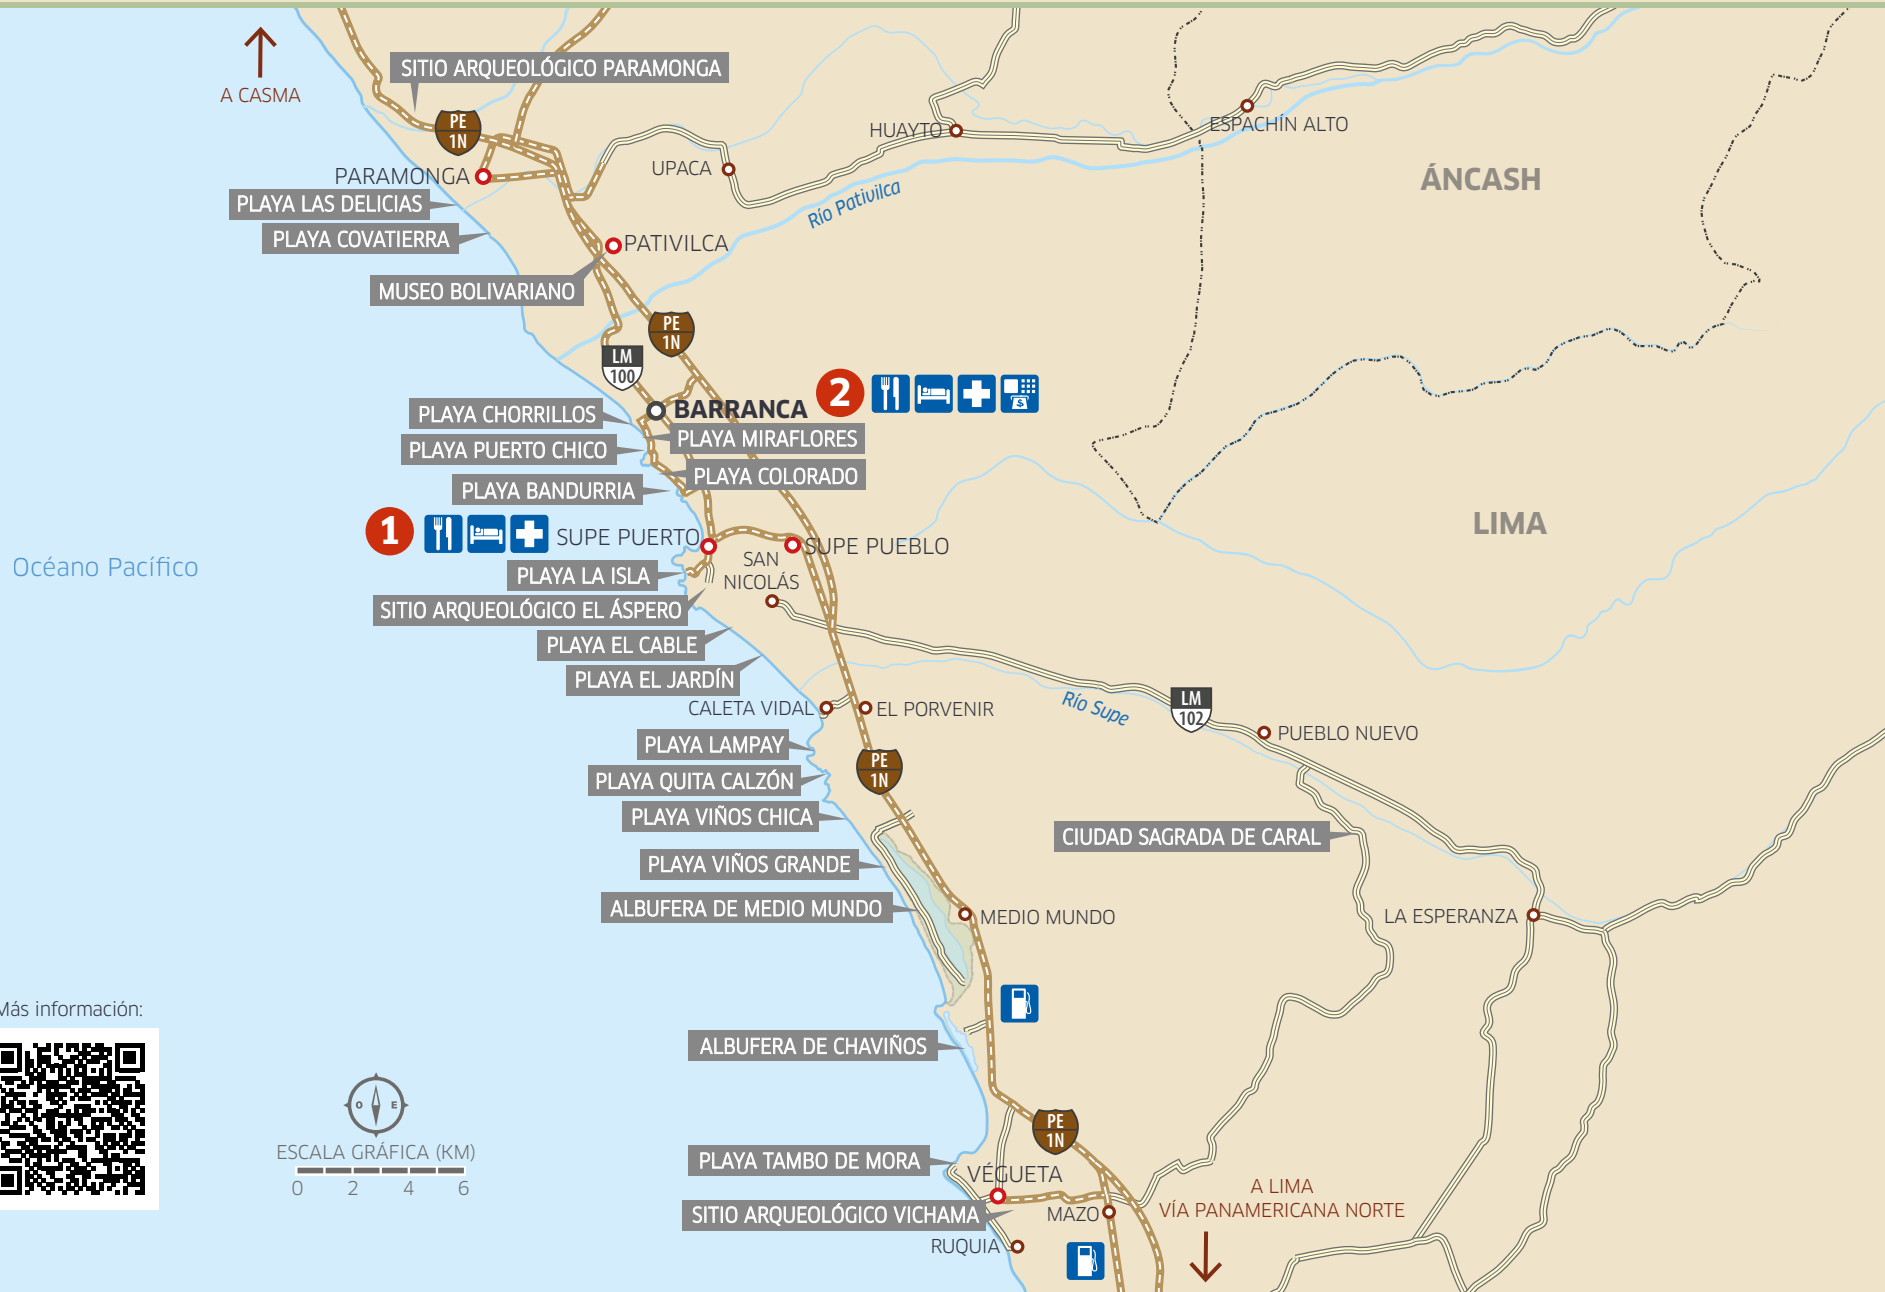 A CASMA
SITIO ARQUEOLÓGICO PARAMONGA
PE
1N
HUAYTO
ESPACHÍN ALTO
PARAMONGA
UPACA
ÁNCASH
PLAYA LAS DELICIAS
Río Pativilca
PLAYA COVATIERRA
PATIVILCA
MUSEO BOLIVARIANO
PE
1N
LM
100
2
BARRANCA
PLAYA CHORRILLOS
PLAYA MIRAFLORES
PLAYA PUERTO CHICO
PLAYA COLORADO
PLAYA BANDURRIA
LIMA
1
SUPE PUERTO
SUPE PUEBLO
Océano Pacífico
SAN
NICOLÁS
PLAYA LA ISLA
SITIO ARQUEOLÓGICO EL ÁSPERO
PLAYA EL CABLE
PLAYA EL JARDÍN
CALETA VIDAL
EL PORVENIR
Río Supe
LM
102
PUEBLO NUEVO
PLAYA LAMPAY
PE
1N
PLAYA QUITA CALZÓN
PLAYA VIÑOS CHICA
CIUDAD SAGRADA DE CARAL
PLAYA VIÑOS GRANDE
ALBUFERA DE MEDIO MUNDO
MEDIO MUNDO
LA ESPERANZA
Más información:
ALBUFERA DE CHAVIÑOS
O E
ESCALA GRÁFICA (KM)
0 2 4 6
PE
1N
PLAYA TAMBO DE MORA
VÉGUETA
SITIO ARQUEOLÓGICO VICHAMA
MAZO
A LIMA
VÍA PANAMERICANA NORTE
RUQUIA